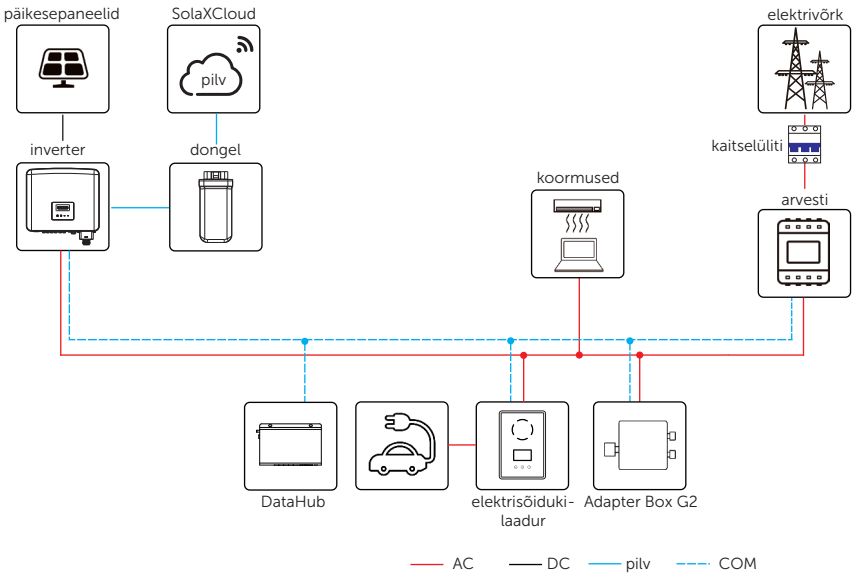 päikesepaneelid
SolaXCloud
elektrivõrk
pilv
kaitselüliti
inverter
dongel
koormused
arvesti
DataHub
elektrisõiduki-
laadur
Adapter Box G2
AC
DC
pilv
COM